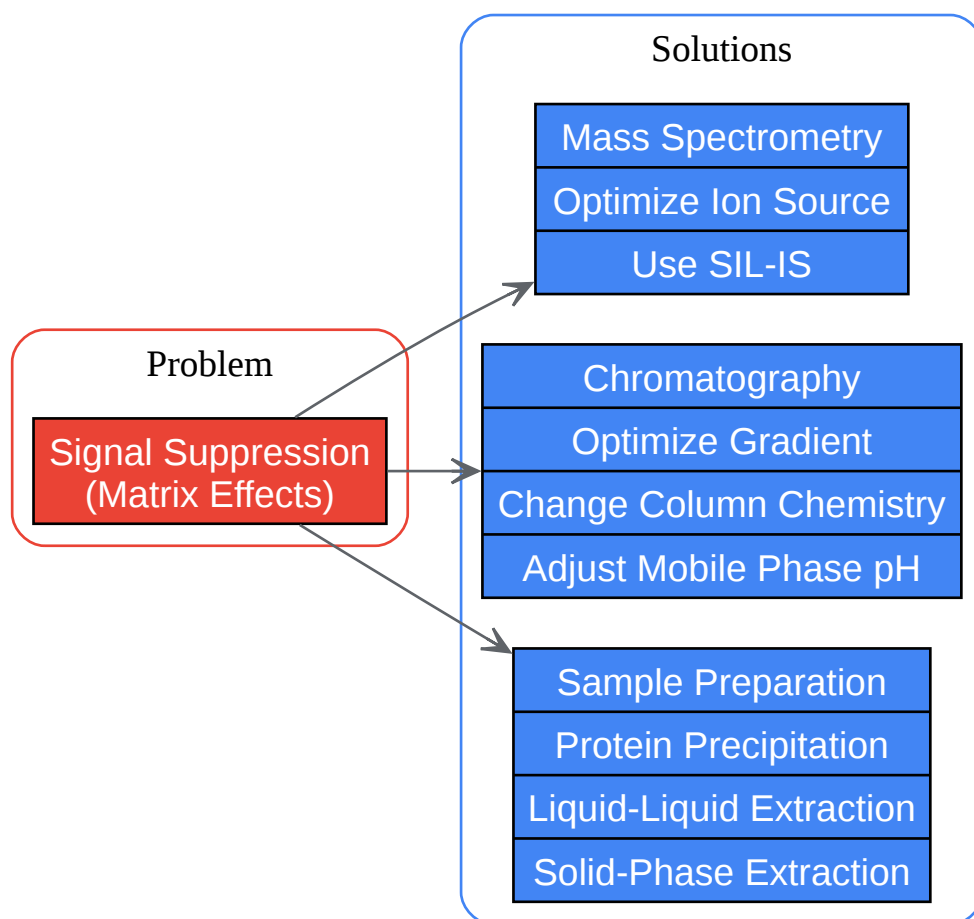 Problem
Signal Suppression
(Matrix Effects)
Solutions
Mass Spectrometry
Optimize Ion Source
Use SIL-IS
Chromatography
Optimize Gradient
Change Column Chemistry
Adjust Mobile Phase pH
Sample Preparation
Protein Precipitation
Liquid-Liquid Extraction
Solid-Phase Extraction